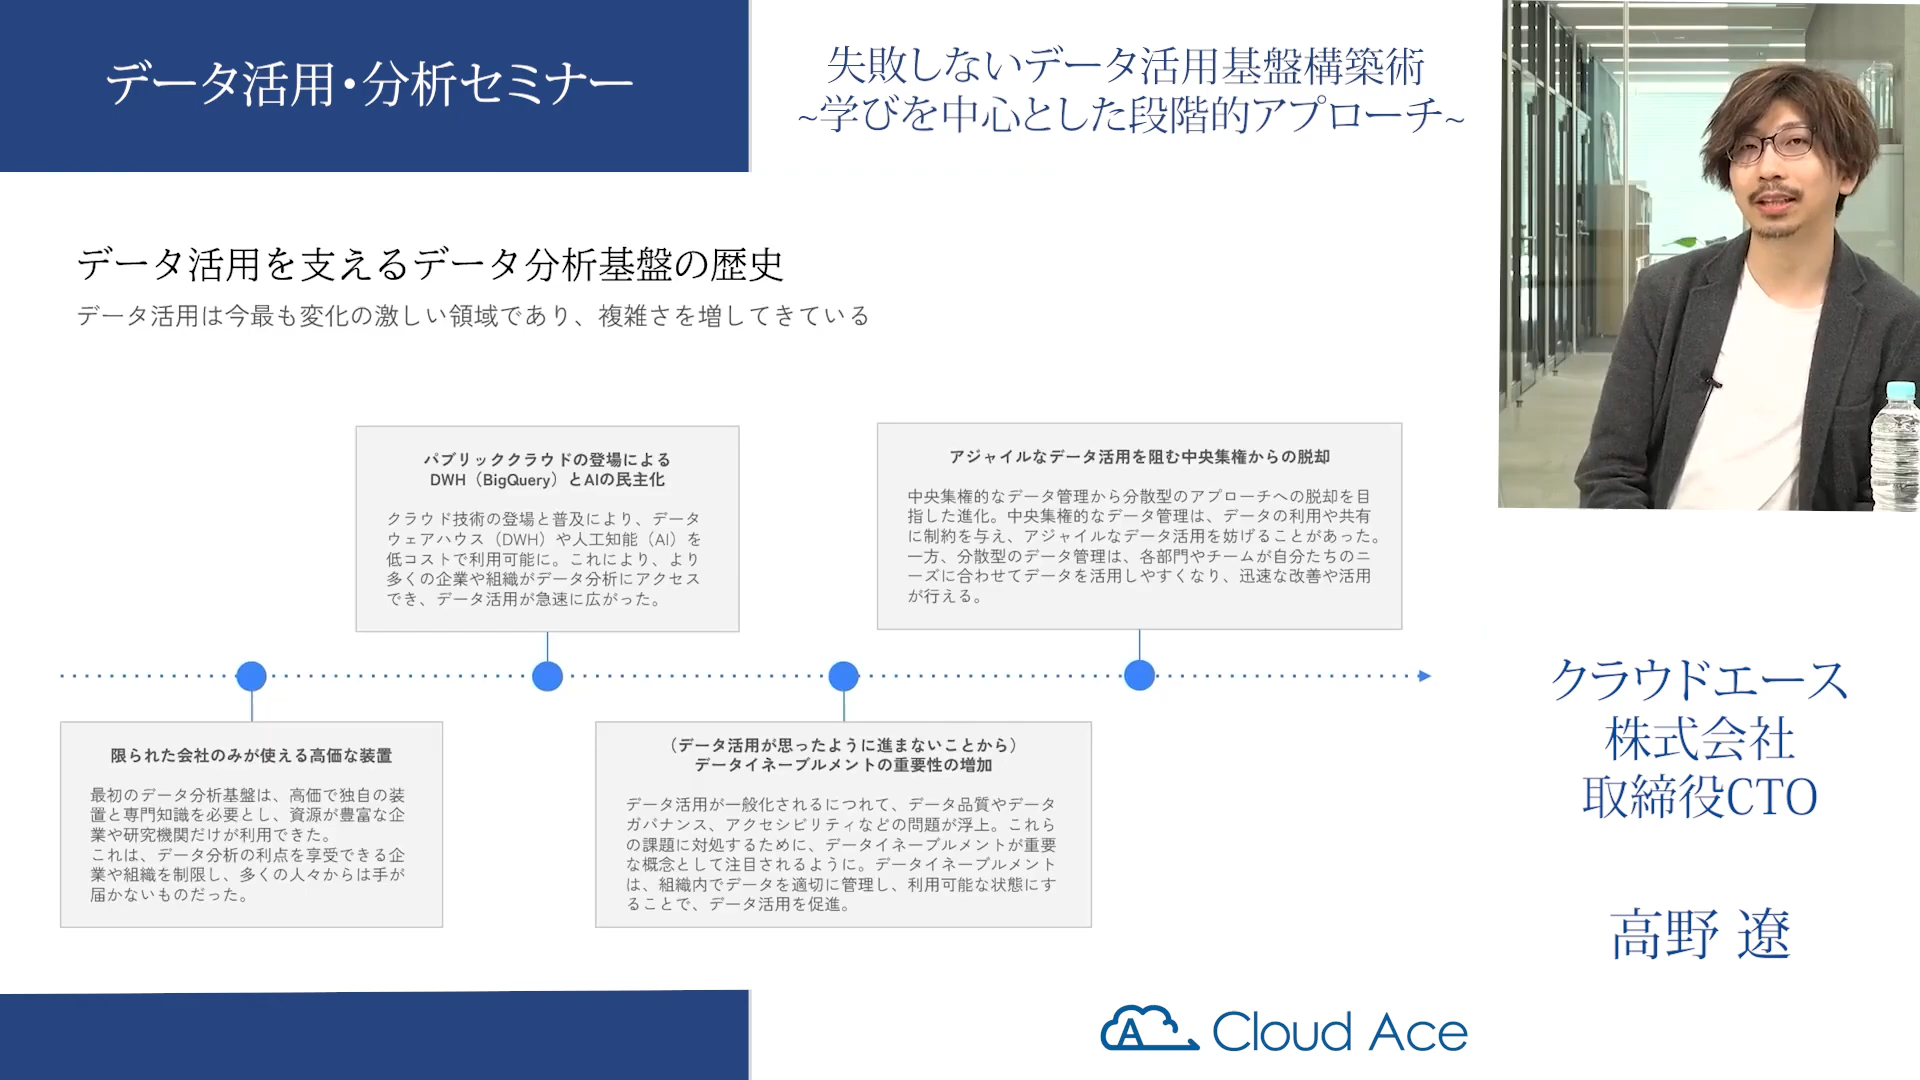 データ活用・分析セミナー
失敗しないデータ活用基盤構築術
~学びを中心とした段階的アプローチ~
データ活用を支えるデータ分析基盤の歴史
データ活用は今最も変化の激しい領域であり、複雑さを増してきている
パブリッククラウドの登場による
DWH（BigQuery）とAIの民主化
クラウド技術の登場と普及により、データ
ウェアハウス（DWH）や人工知能（AI）を
低コストで利用可能に。これにより、より
多くの企業や組織がデータ分析にアクセス
でき、データ活用が急速に広がった。
アジャイルなデータ活用を阻む中央集権からの脱却
中央集権的なデータ管理から分散型のアプローチへの脱却を目
指した進化。中央集権的なデータ管理は、データの利用や共有
に制約を与え、アジャイルなデータ活用を妨げることがあった。
一方、分散型のデータ管理は、各部門やチームが自分たちのニ
ーズに合わせてデータを活用しやすくなり、迅速な改善や活用
が行える。
限られた会社のみが使える高価な装置
最初のデータ分析基盤は、高価で独自の装
置と専門知識を必要とし、資源が豊富な企
業や研究機関だけが利用できた。
これは、データ分析の利点を享受できる企
業や組織を制限し、多くの人々からは手が
届かないものだった。
（データ活用が思ったように進まないことから）
データイネーブルメントの重要性の増加
データ活用が一般化されるにつれて、データ品質やデータ
ガバナンス、アクセシビリティなどの問題が浮上。これら
の課題に対処するために、データイネーブルメントが重要
な概念として注目されるように。データイネーブルメント
は、組織内でデータを適切に管理し、利用可能な状態にす
ることで、データ活用を促進。
クラウドエース
株式会社
取締役CTO
高野 遼
A
Cloud Ace